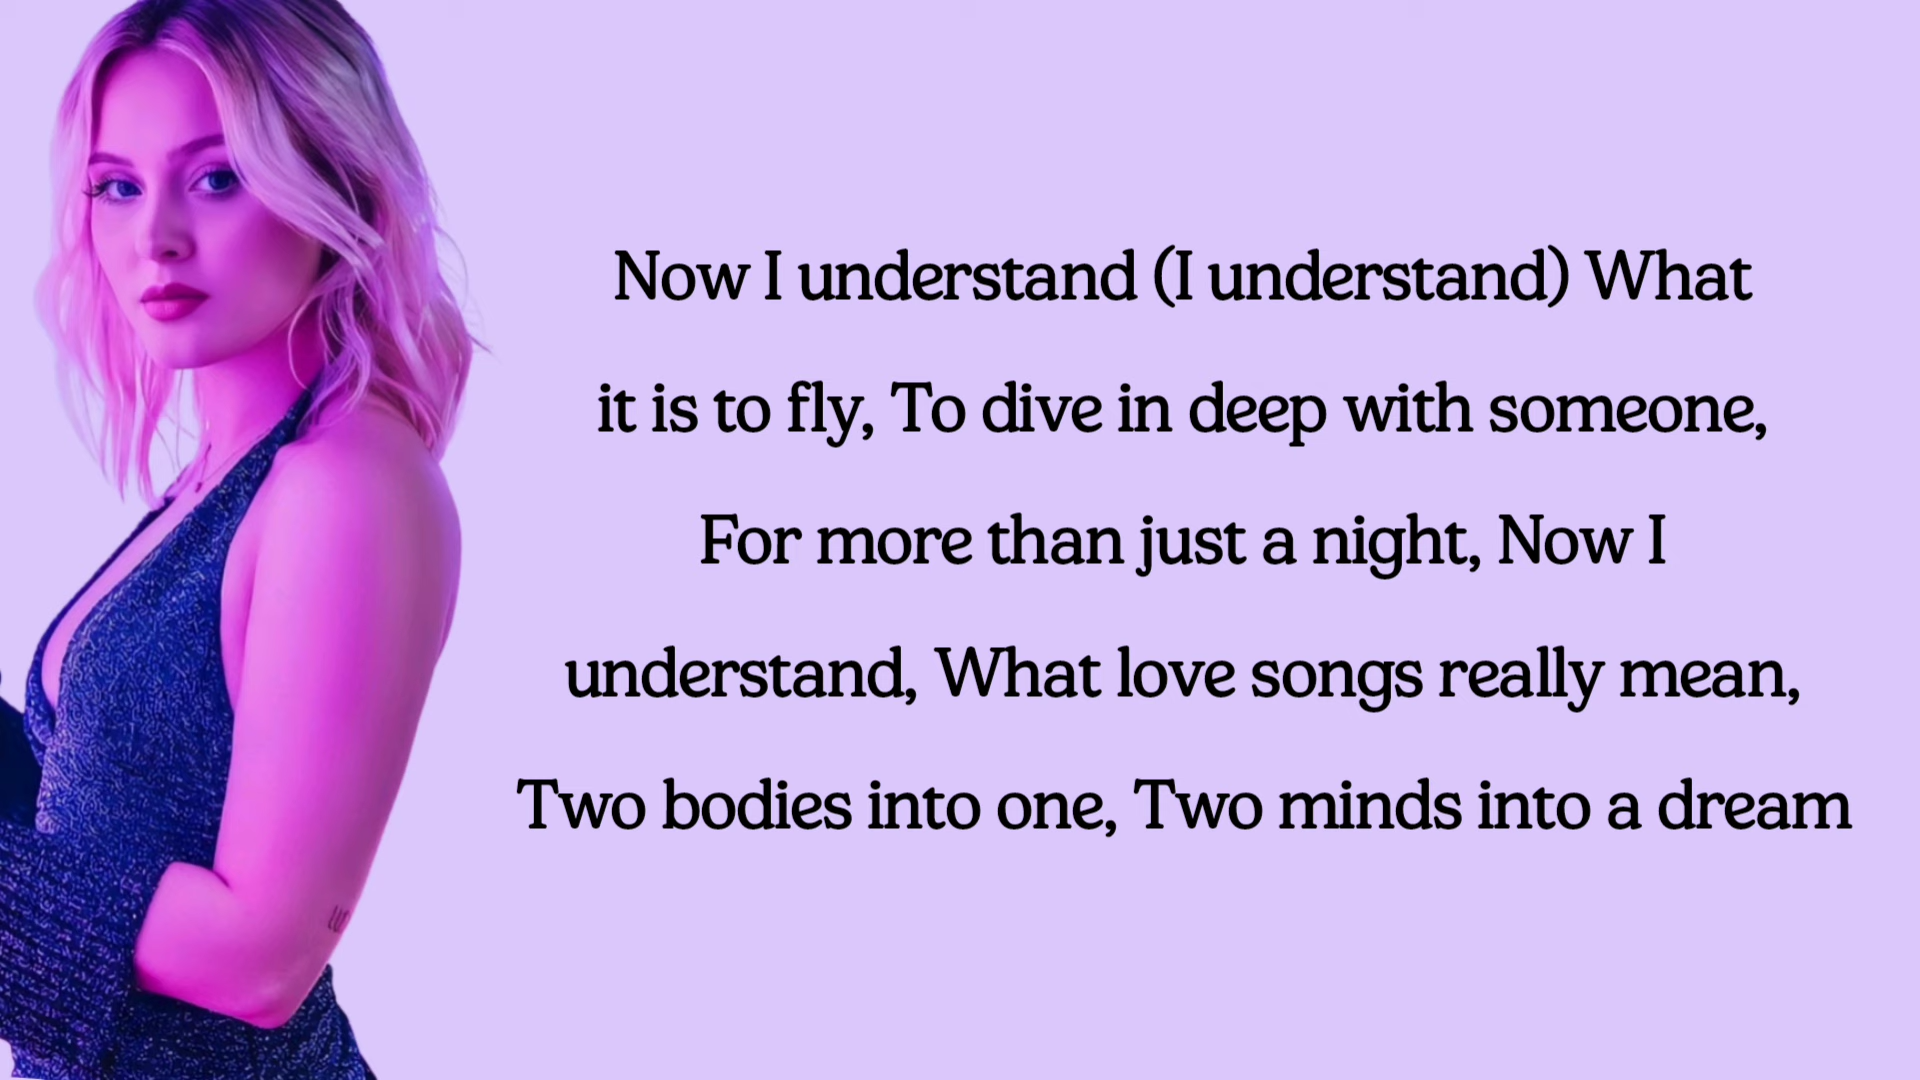 Now I understand (I understand) What
it is to fly, To dive in deep with someone,
For more than just a night, Now I
understand, What love songs really mean,
Two bodies into one, Two minds into a dream